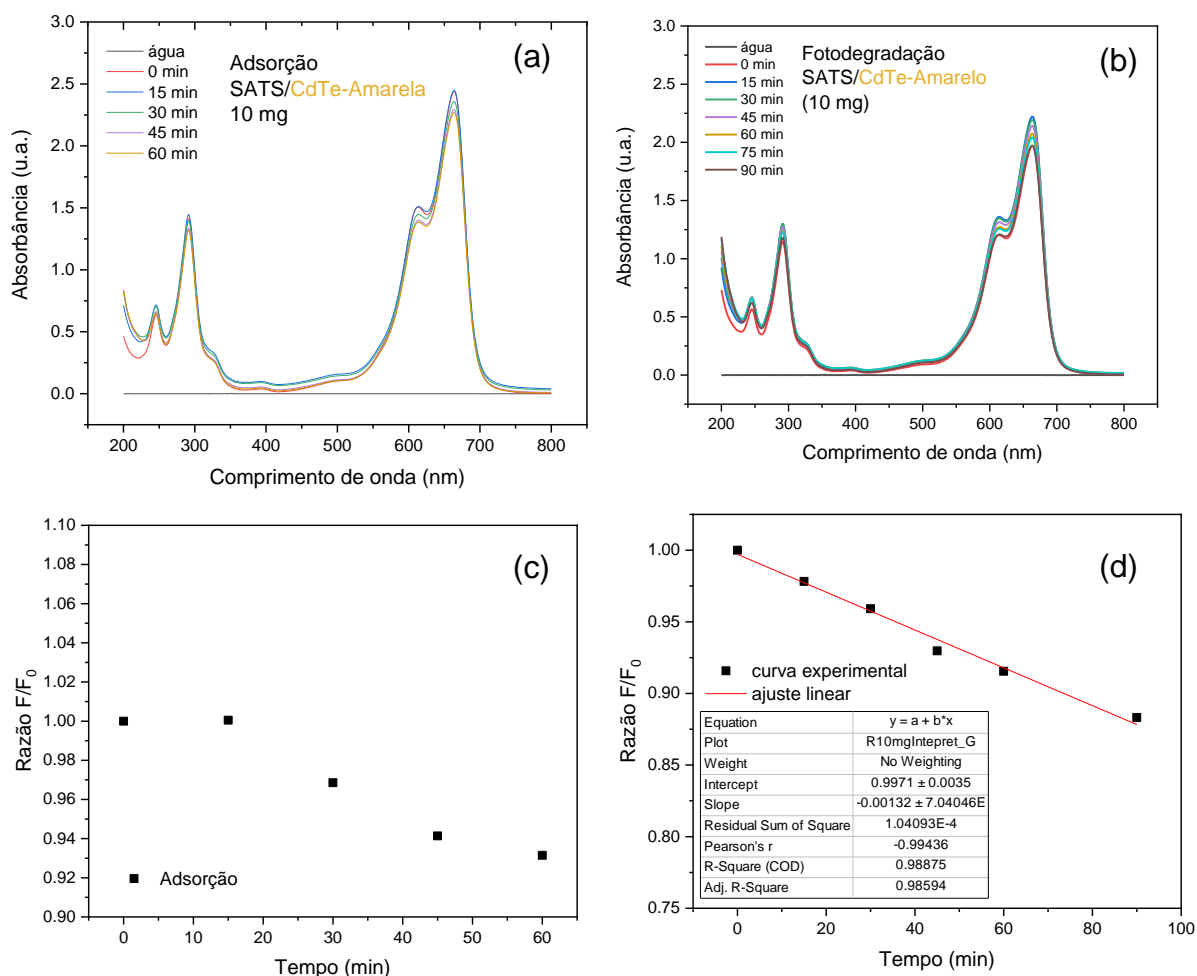 (a)
água
0 min
15 min
30 min
45 min
60 min
Adsorção
SATS/CdTe-Amarela
10 mg
3.0
2.5
2.0
1.5
1.0
0.5
0.0
Absorbância (u.a.)
200 300 400 500 600 700 800
Comprimento de onda (nm)
(b)
água
0 min
15 min
30 min
45 min
60 min
75 min
90 min
Fotodegradação
SATS/CdTe-Amarelo
(10 mg)
3.0
2.5
2.0
1.5
1.0
0.5
0.0
Absorbância (u.a.)
200 300 400 500 600 700 800
Comprimento de onda (nm)
(c)
1.10
1.08
1.06
1.04
1.02
1.00
0.98
0.96
0.94
0.92
0.90
Razão F/F0
Adsorção
0 10 20 30 40 50 60
Tempo (min)
(d)
1.00
0.95
0.90
0.85
0.80
0.75
Razão F/F0
curva experimental
ajuste linear
Equation y = a + b*x
Plot R10mgIntepret_G
Weight No Weighting
Intercept 0.9971 ± 0.0035
Slope -0.00132 ± 7.04046E
Residual Sum of Square 1.04093E-4
Pearson's r -0.99436
R-Square (COD) 0.98875
Adj. R-Square 0.98594
0 20 40 60 80 100
Tempo (min)